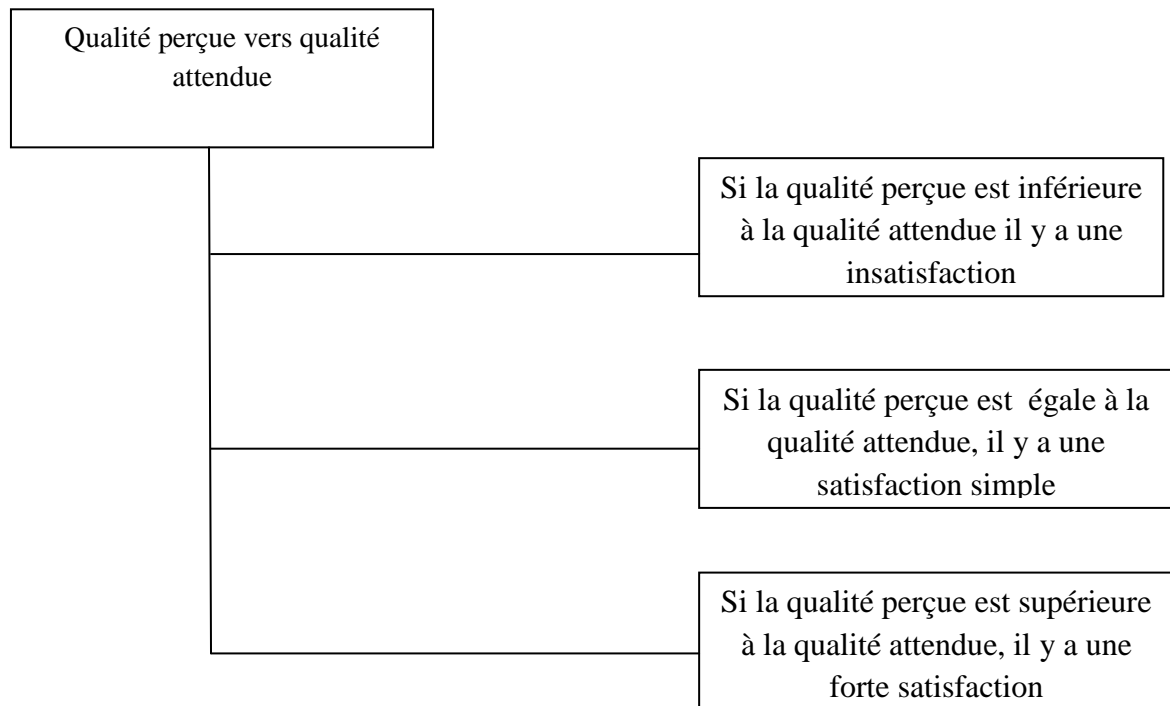 Qualité perçue vers qualité
attendue
Si la qualité perçue est inférieure
à la qualité attendue il y a une
insatisfaction
Si la qualité perçue est égale à la
qualité attendue, il y a une
satisfaction simple
Si la qualité perçue est supérieure
à la qualité attendue, il y a une
forte satisfaction